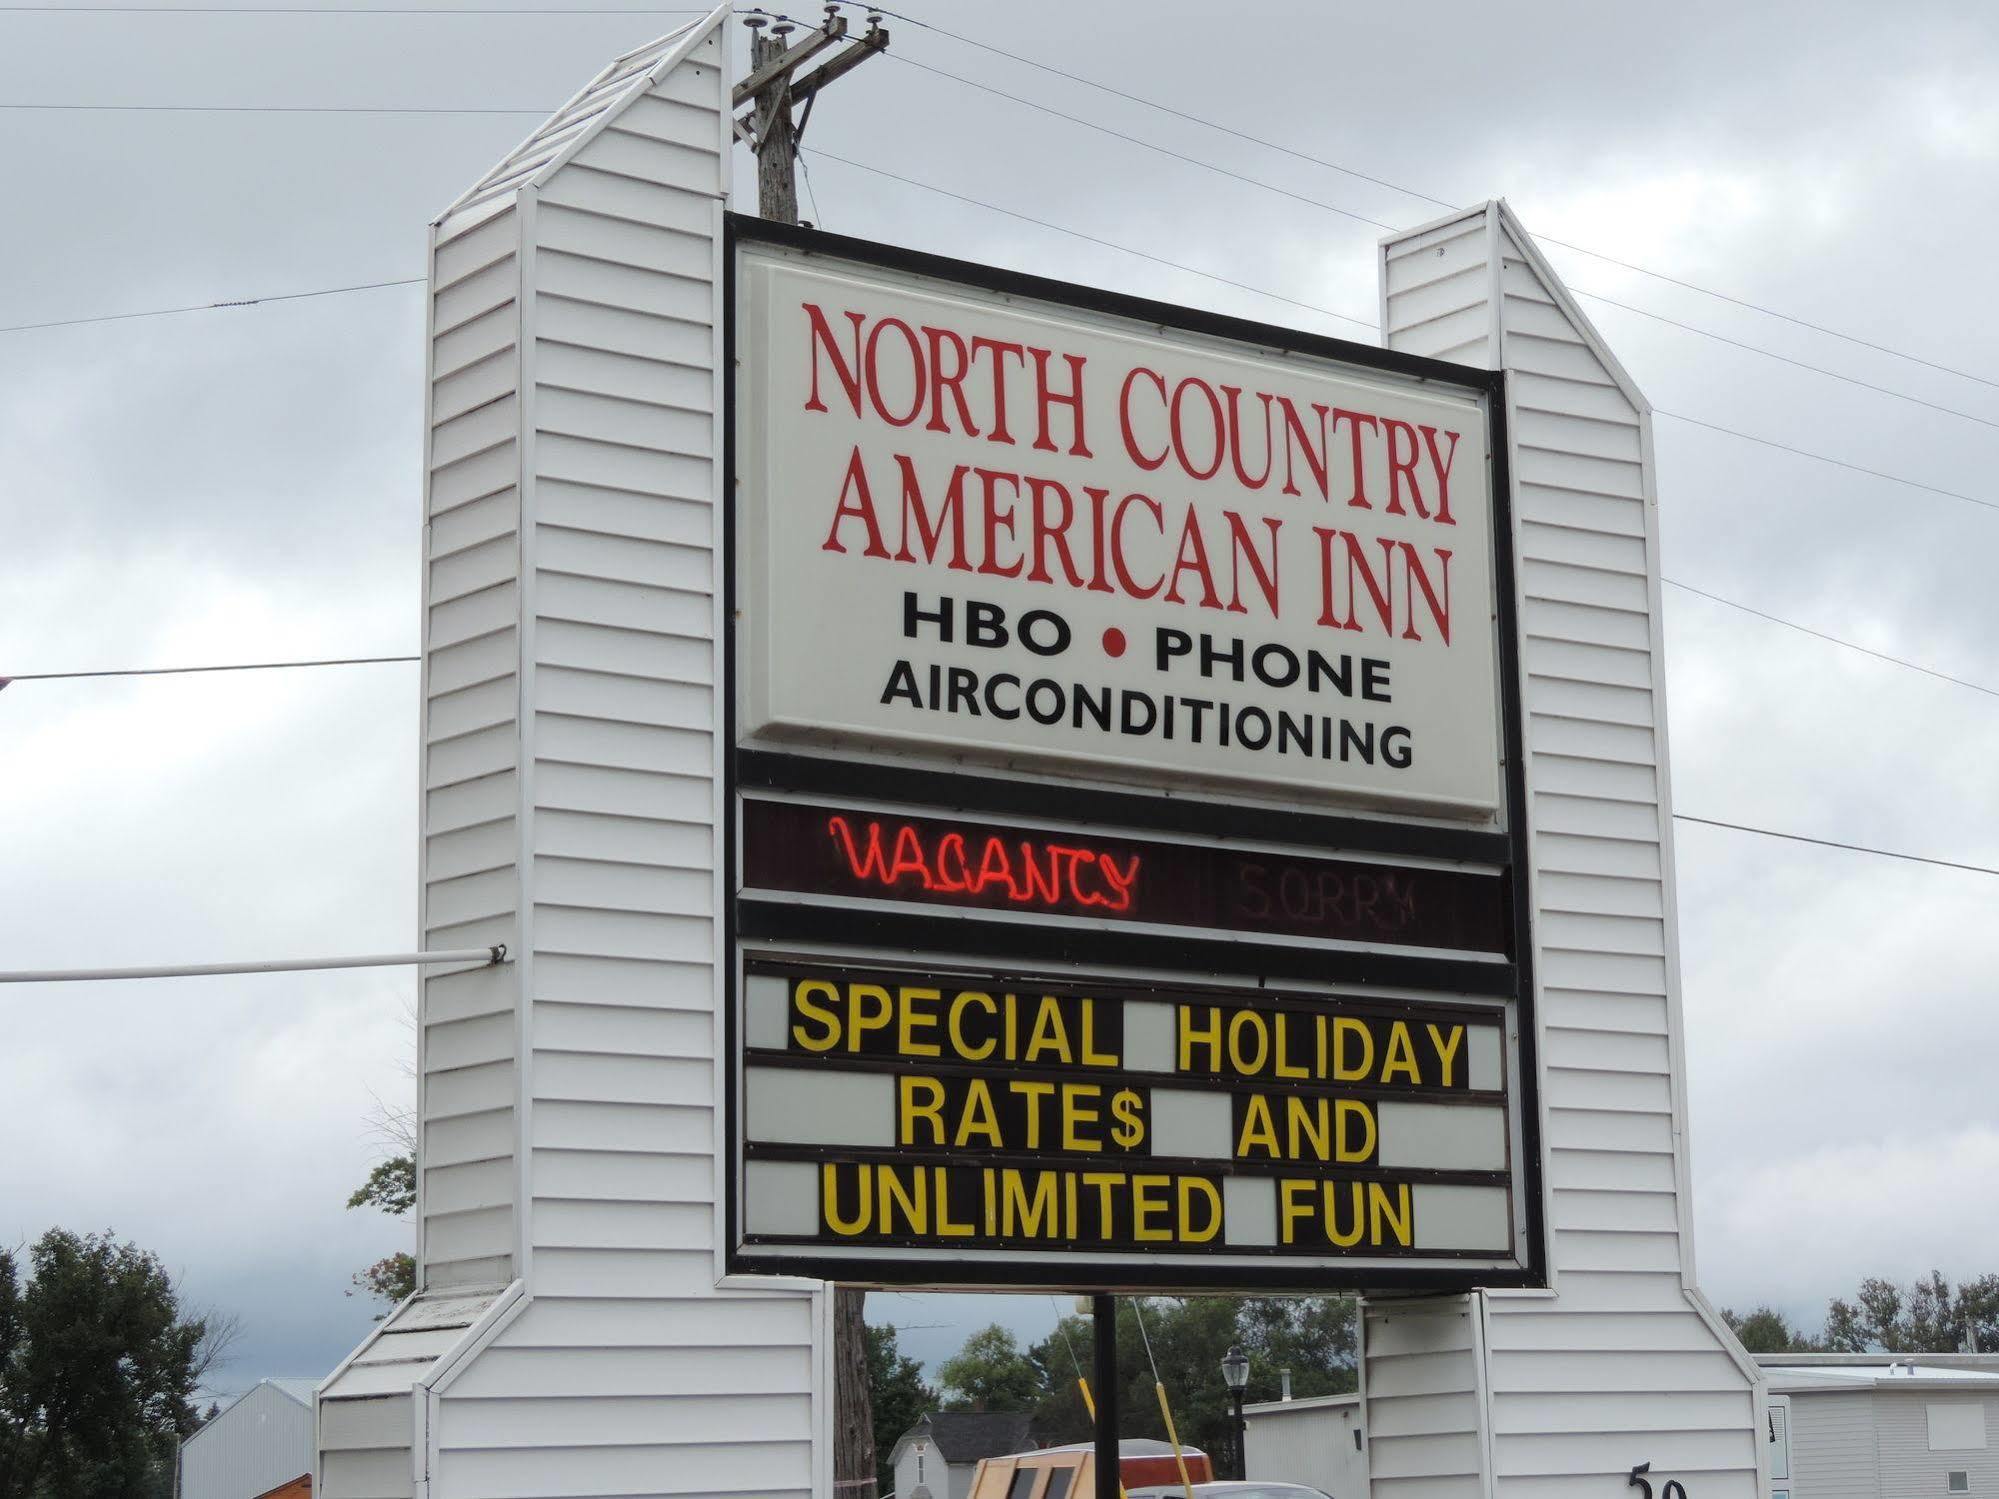 NORTH COUNTRY
AMERICAN INN
HBO • PHONE
AIRCONDITIONING
VACANCY SORRY
SPECIAL HOLIDAY
RATE$ AND
UNLIMITED FUN